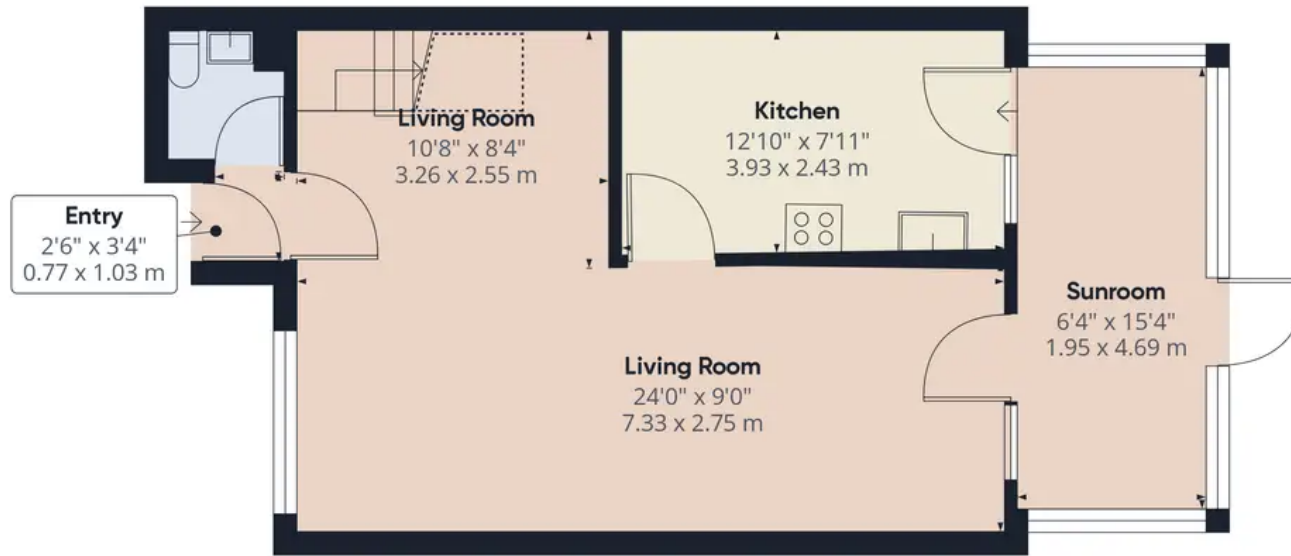 Living Room
10'8" x 8'4"
3.26 x 2.55 m
Kitchen
12'10" x 7'11"
3.93 x 2.43 m
Entry
2'6" x 3'4"
0.77 x 1.03 m
Sunroom
6'4" x 15'4"
1.95 x 4.69 m
Living Room
24'0" x 9'0"
7.33 x 2.75 m